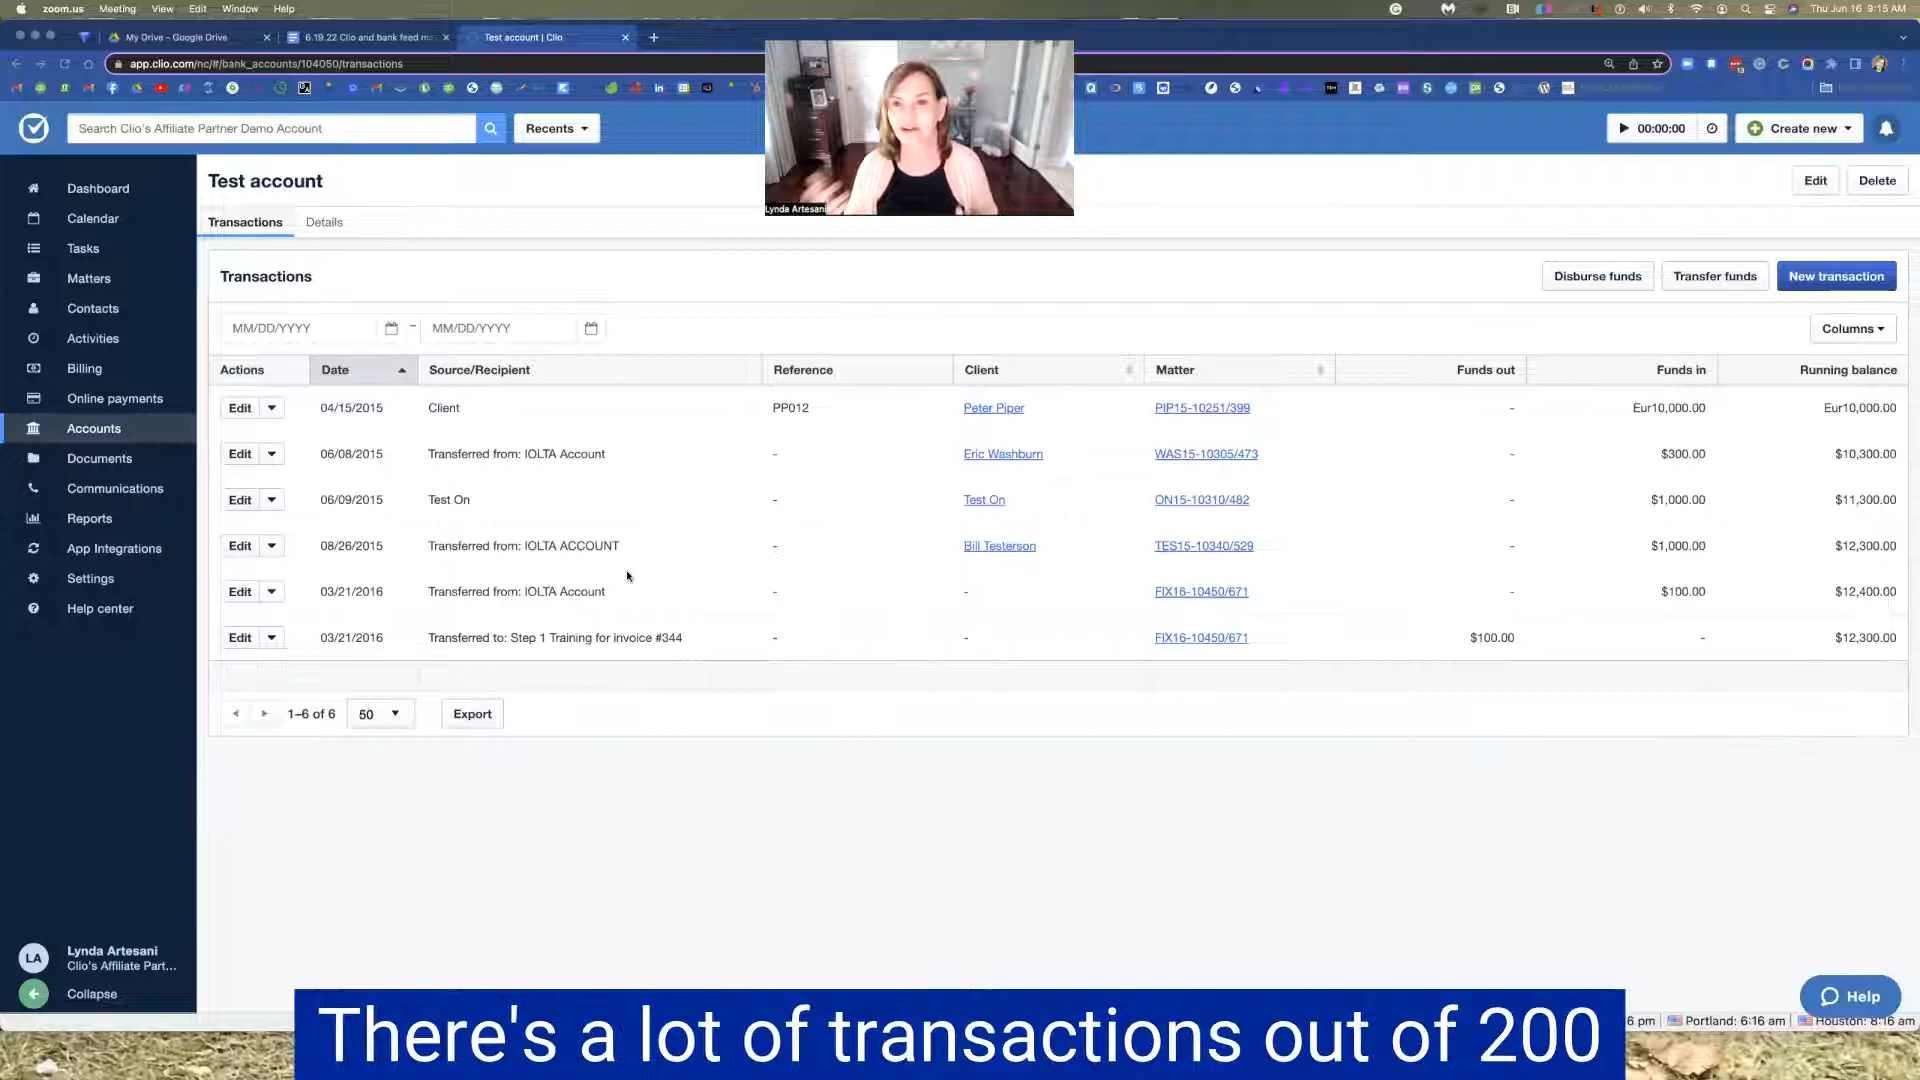 zoom.us Meeting View Edit Window Help
Thu Jun 16 9:15 AM
My Drive - Google Drive
6.19.22 Clio and bank feed ma
Test account | Clio
app.clio.com/nc/#/bank_accounts/104050/transactions
Search Clio's Affiliate Partner Demo Account
Recents
00:00:00
Create new
Lynda Artesani
Dashboard
Calendar
Tasks
Matters
Contacts
Activities
Billing
Online payments
Accounts
Documents
Communications
Reports
App Integrations
Settings
Help center
Lynda Artesani
Clio's Affiliate Part...
LA
Collapse
Test account
Edit Delete
Transactions Details
Transactions
Disburse funds Transfer funds New transaction
MM/DD/YYYY – MM/DD/YYYY
Columns
Actions Date Source/Recipient Reference Client Matter Funds out Funds in Running balance
Edit 04/15/2015 Client PP012 Peter Piper PIP15-10251/399 - Eur10,000.00 Eur10,000.00
Edit 06/08/2015 Transferred from: IOLTA Account - Eric Washburn WAS15-10305/473 - $300.00 $10,300.00
Edit 06/09/2015 Test On - Test On ON15-10310/482 - $1,000.00 $11,300.00
Edit 08/26/2015 Transferred from: IOLTA ACCOUNT - Bill Testerson TES15-10340/529 - $1,000.00 $12,300.00
Edit 03/21/2016 Transferred from: IOLTA Account - - FIX16-10450/671 - $100.00 $12,400.00
Edit 03/21/2016 Transferred to: Step 1 Training for invoice #344 - - FIX16-10450/671 $100.00 - $12,300.00
1–6 of 6 50 Export
Help
6 pm Portland: 6:16 am Houston: 8:16 am
There's a lot of transactions out of 200